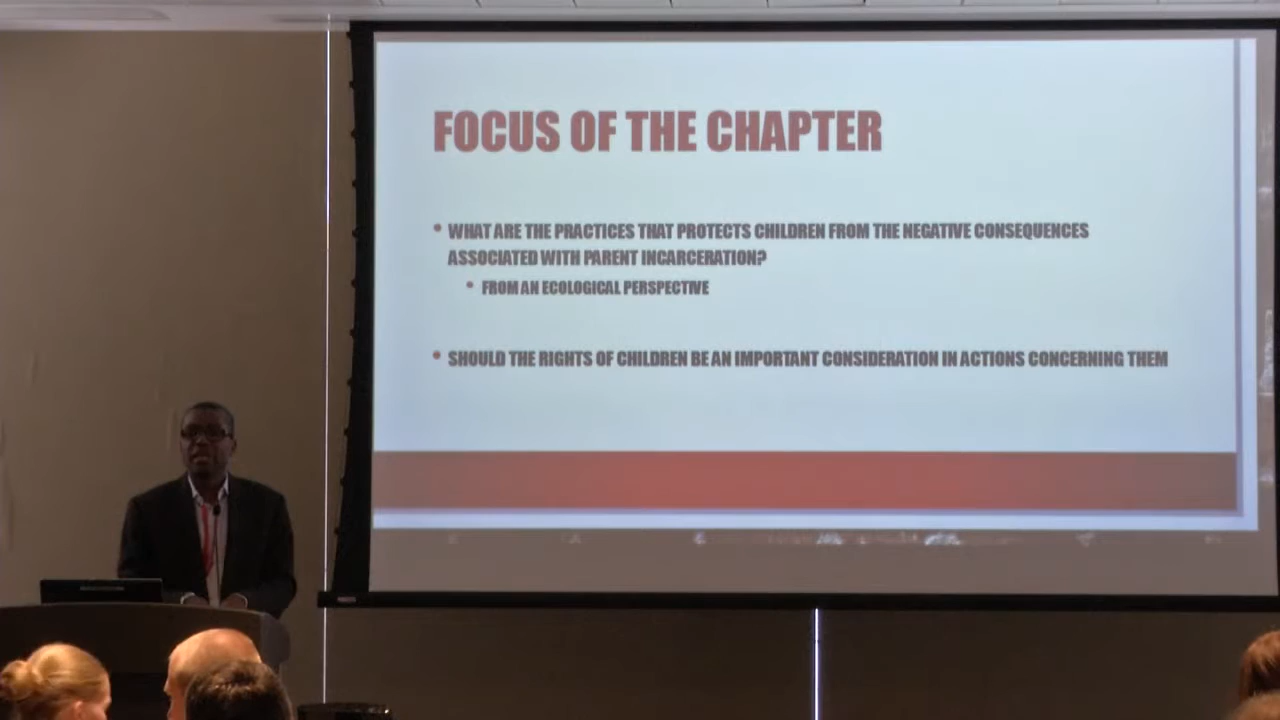 FOCUS OF THE CHAPTER
• WHAT ARE THE PRACTICES THAT PROTECTS CHILDREN FROM THE NEGATIVE CONSEQUENCES
ASSOCIATED WITH PARENT INCARCERATION?
• FROM AN ECOLOGICAL PERSPECTIVE
• SHOULD THE RIGHTS OF CHILDREN BE AN IMPORTANT CONSIDERATION IN ACTIONS CONCERNING THEM